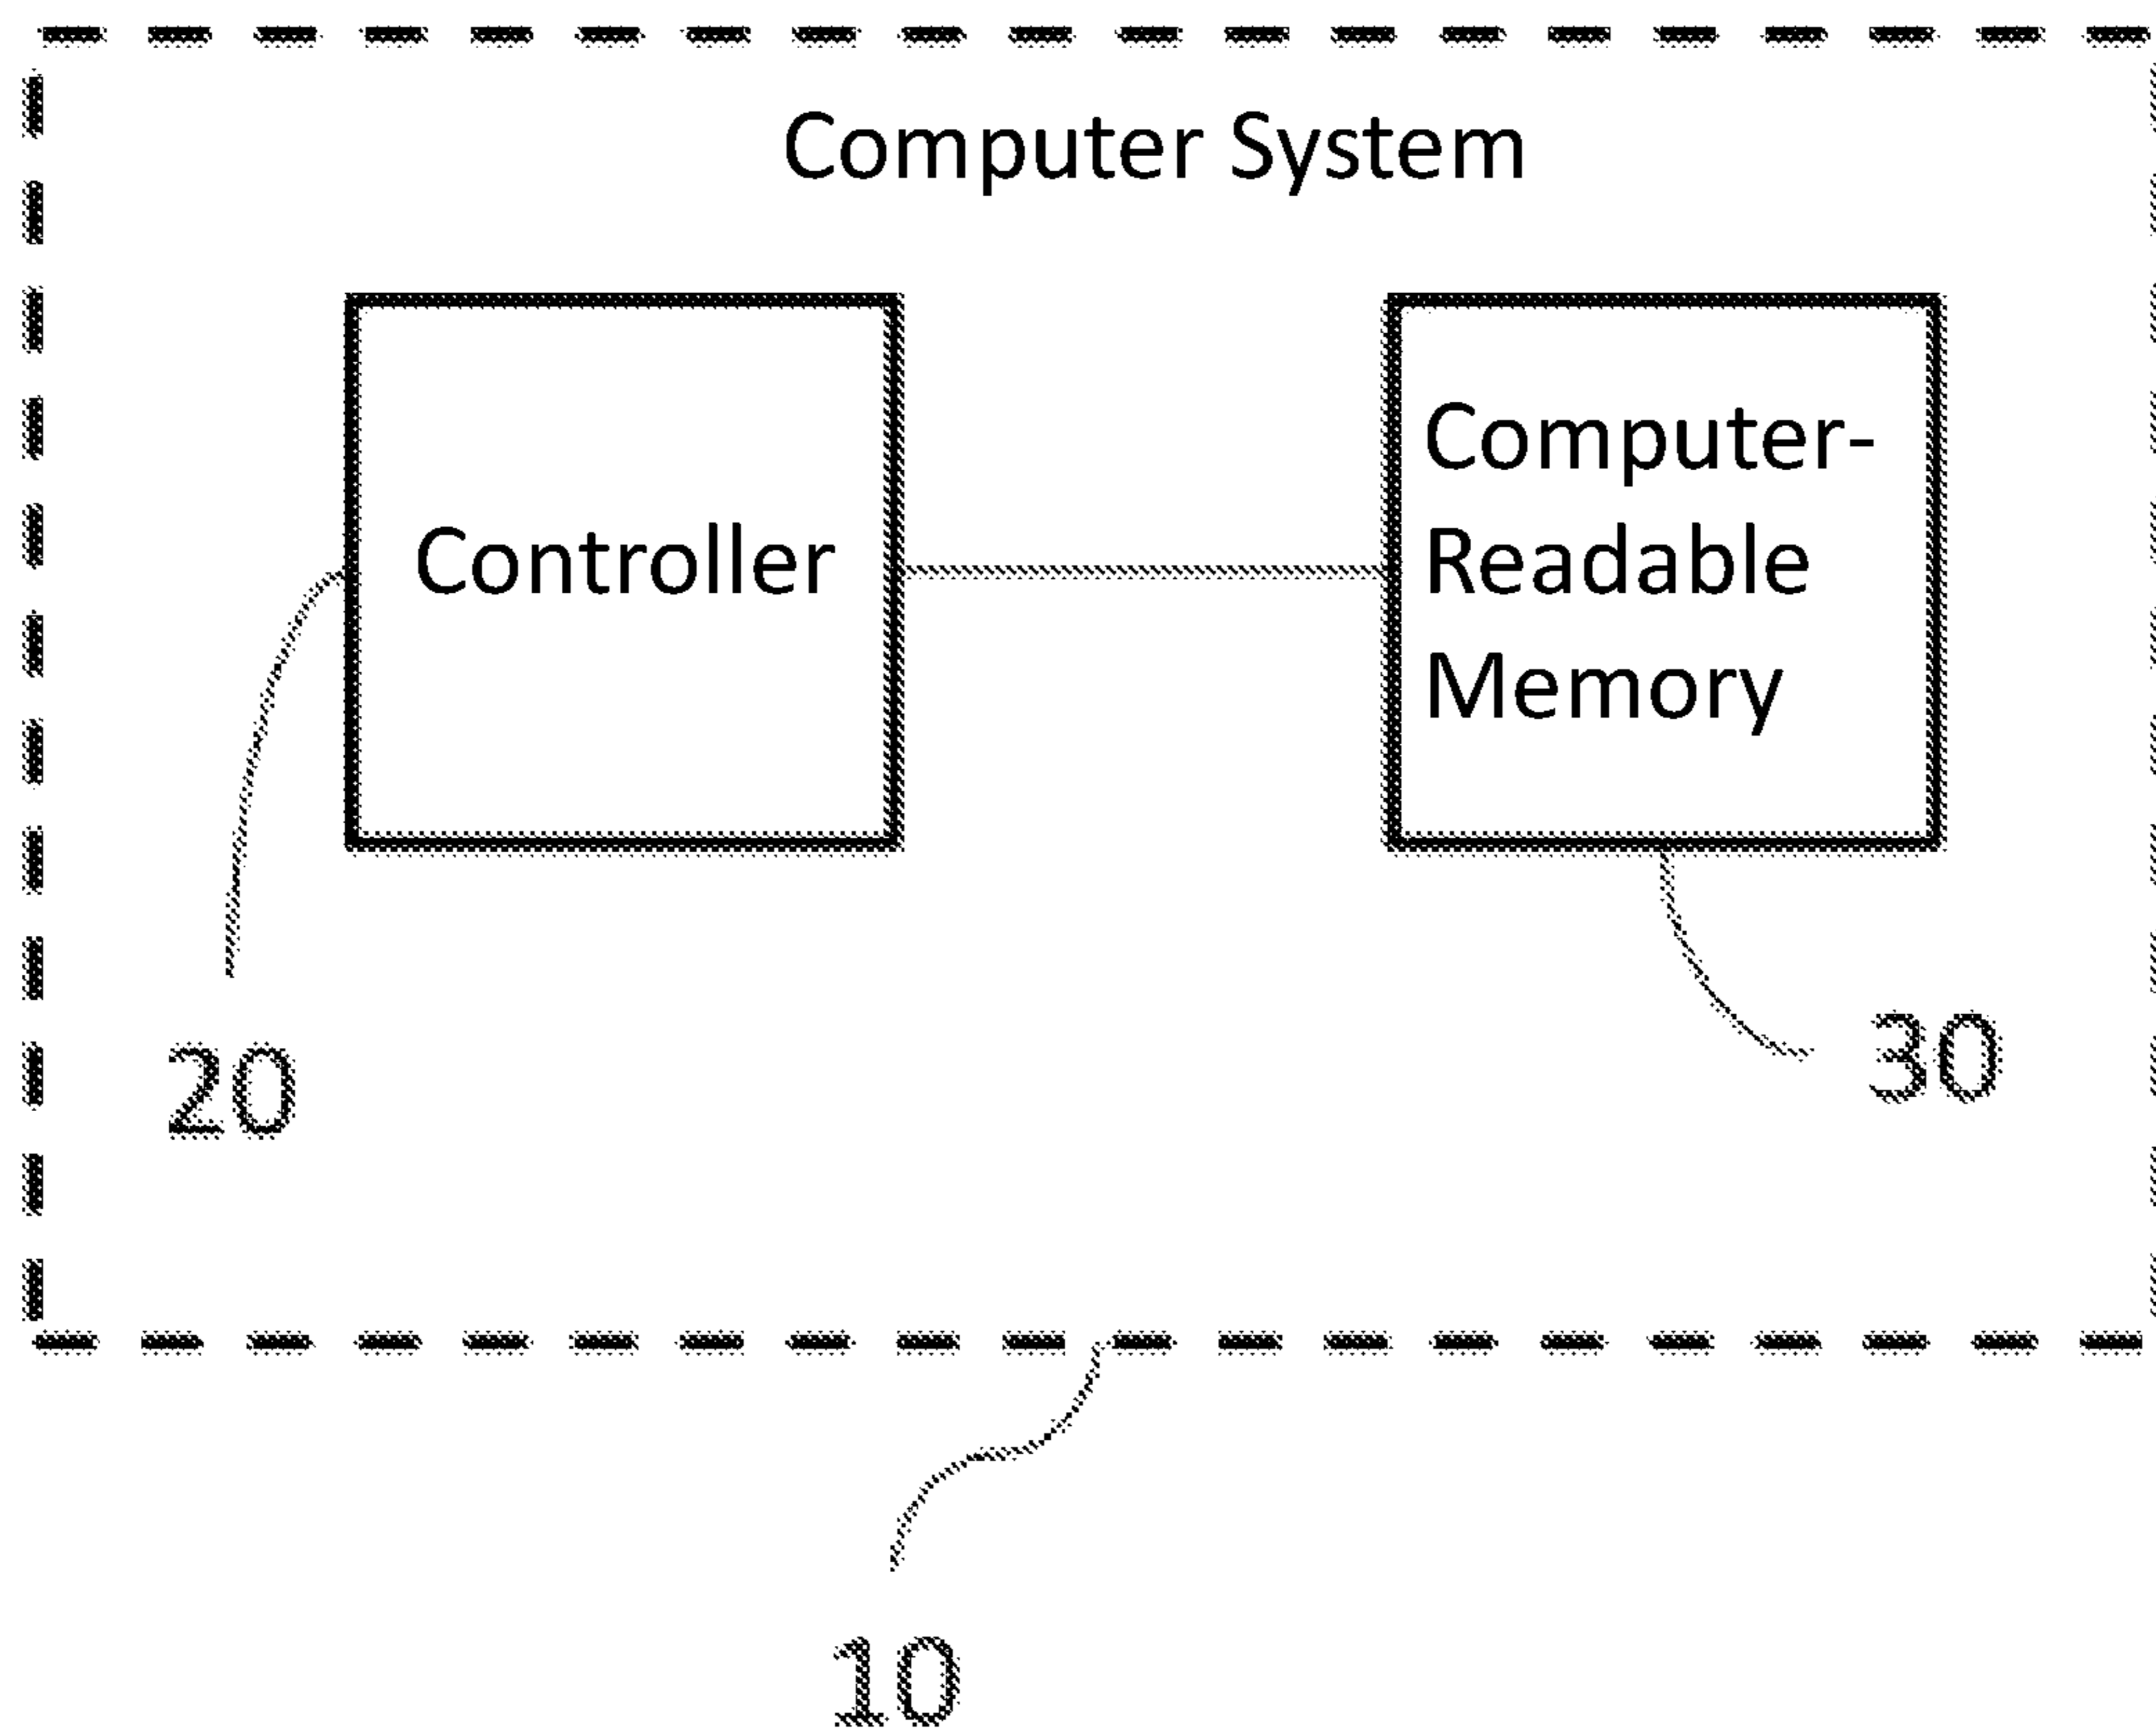 Computer System
Controller
Computer-
Readable
Memory
20
30
10